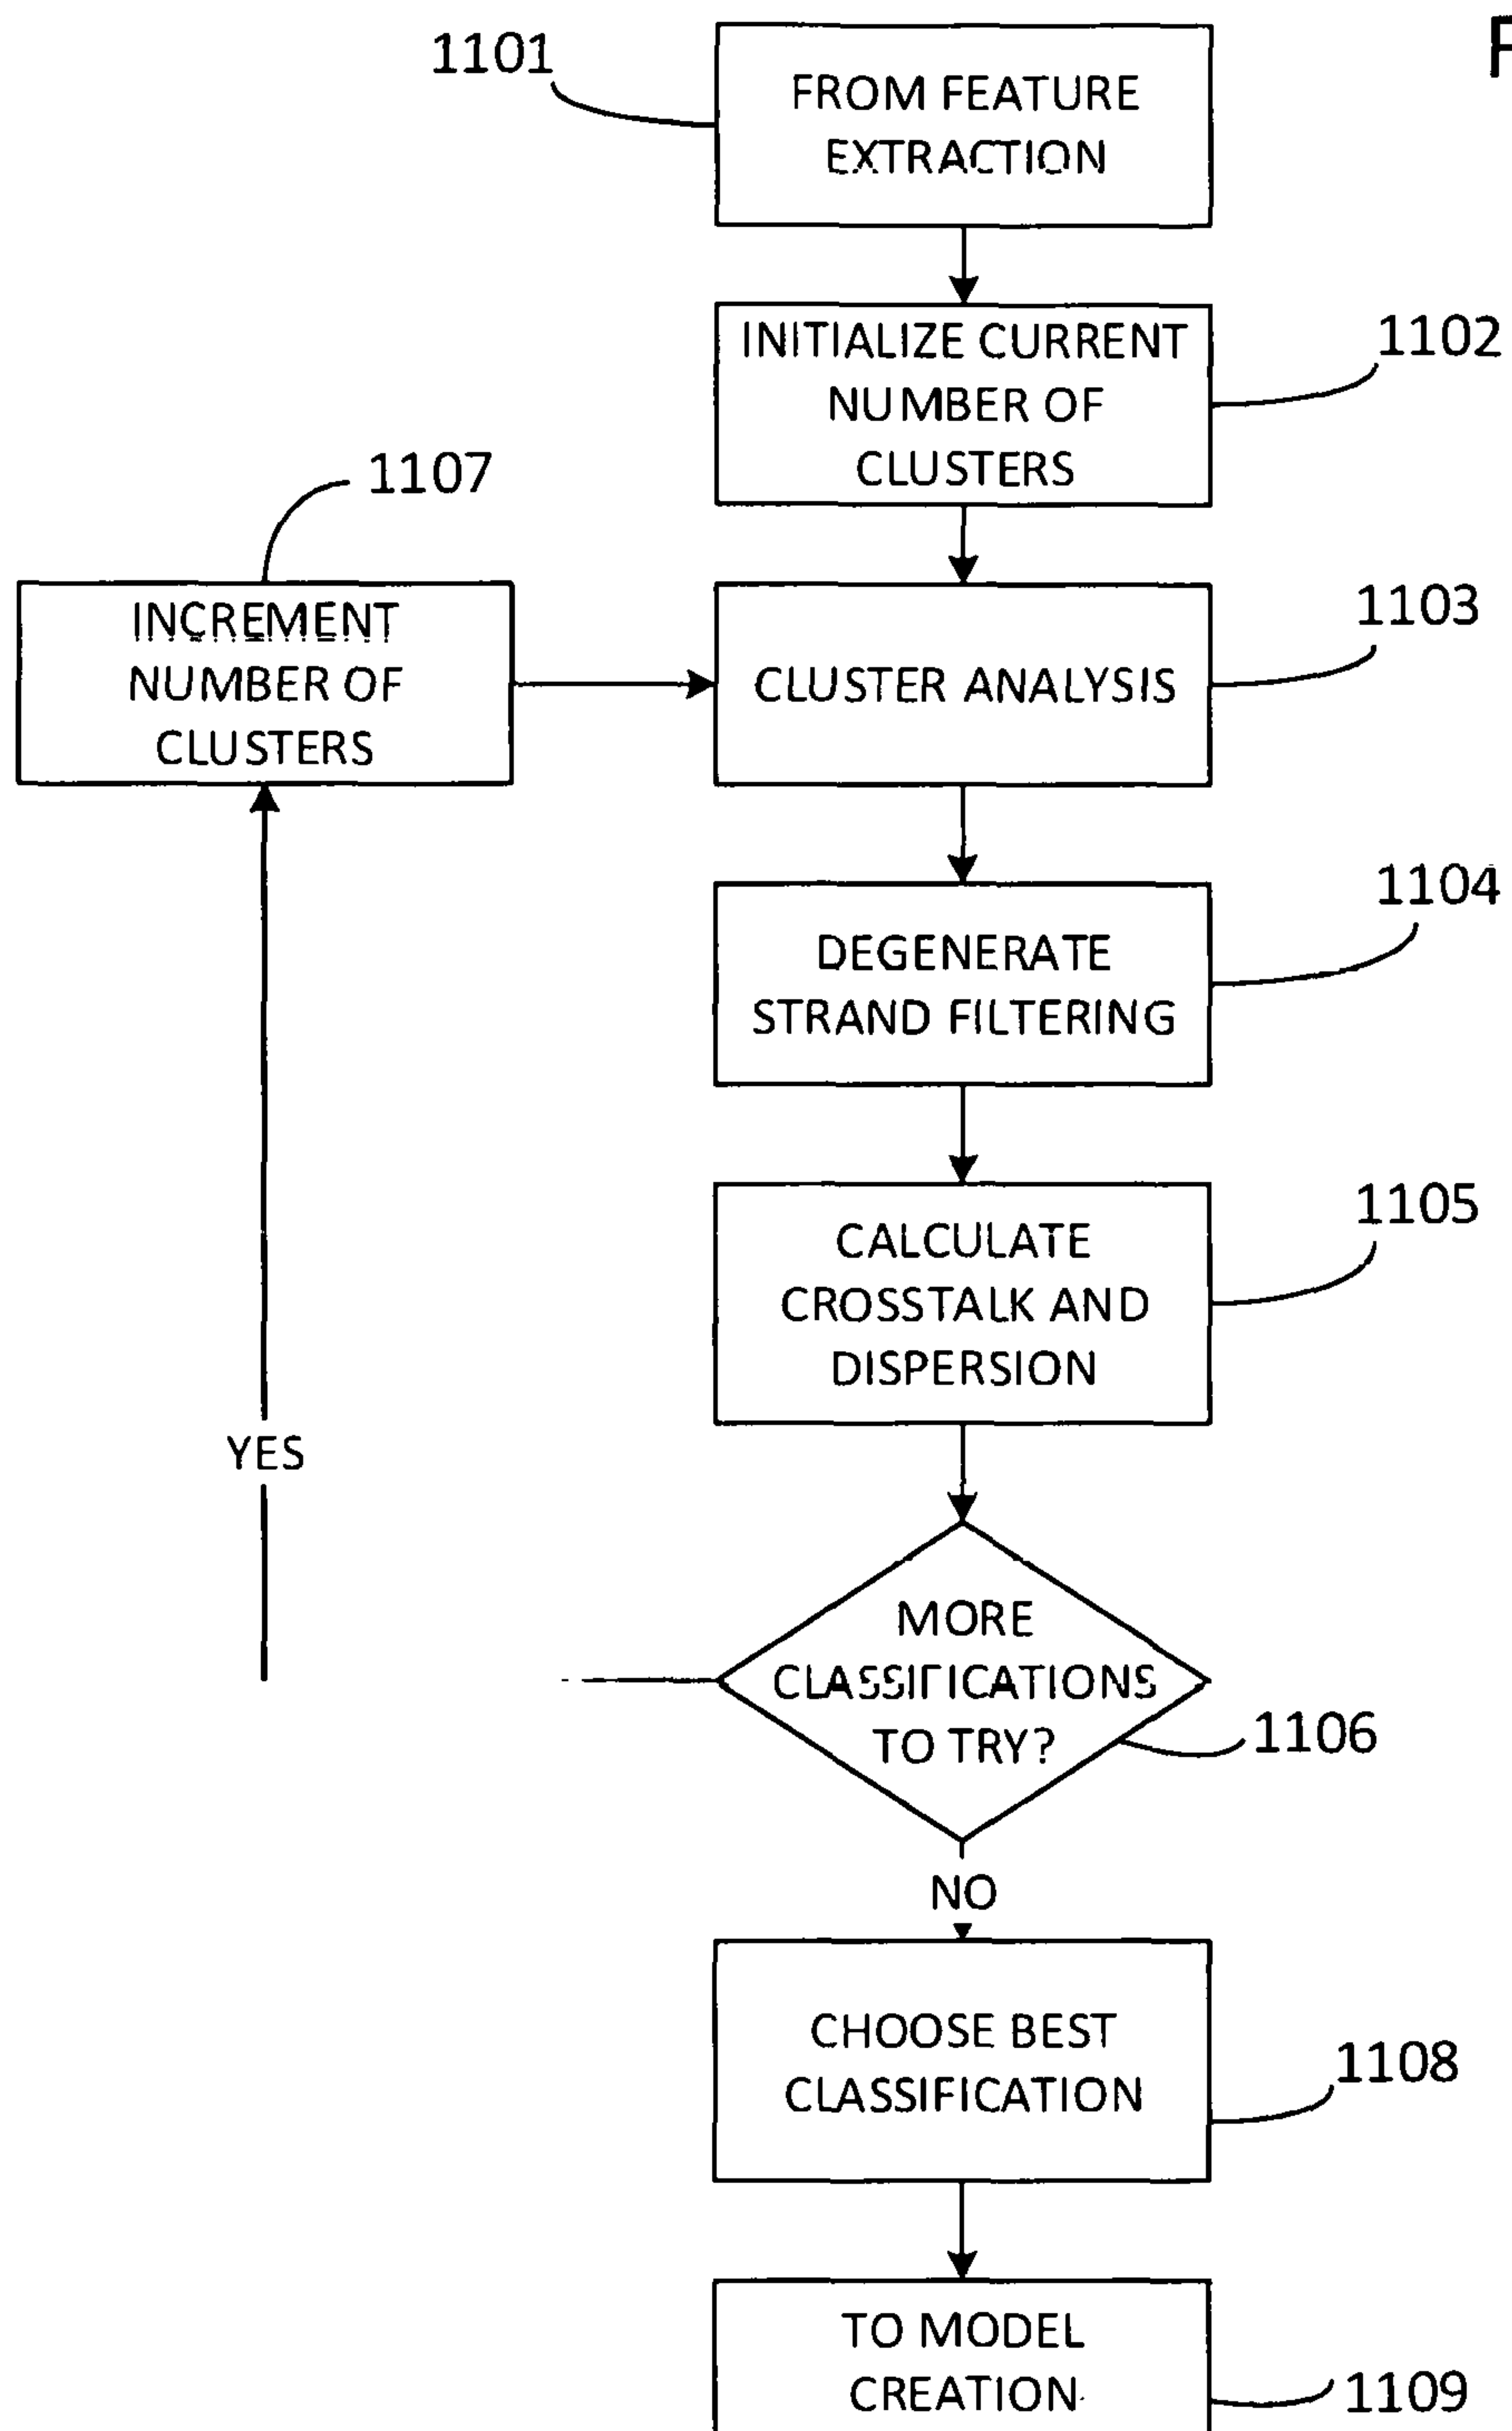 F
1101
FROM FEATURE
EXTRACTION
INITIALIZE CURRENT
NUMBER OF
CLUSTERS
1102
1107
INCREMENT
NUMBER OF
CLUSTERS
CLUSTER ANALYSIS
1103
DEGENERATE
STRAND FILTERING
1104
CALCULATE
CROSSTALK AND
DISPERSION
1105
YES
MORE
CLASSIFICATIONS
TO TRY?
1106
NO
CHOOSE BEST
CLASSIFICATION
1108
TO MODEL
CREATION
1109